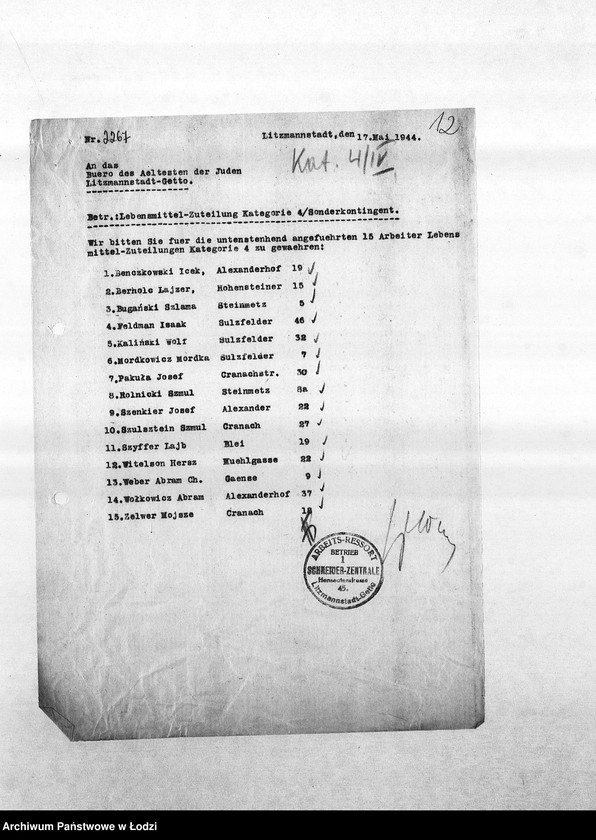 Nr. 2267
Litzmannstadt,den 17.Mai 1944.
12
Kat. 4/IV
An das
Buero des Aeltesten der Juden
Litzmannstadt-Getto.
Betr.:Lebensmittel-Zuteilung Kategorie 4/Sonderkontingent.
Wir bitten Sie fuer die untenstehend angefuehrten 15 Arbeiter Lebens
mittel-Zuteilungen Kategorie 4 zu gewaehren:
1.Benczkowski Icek, Alexanderhof 19
2.Berholc Lajzer, Hohensteiner 15
3.Bugański Szlama Steinmetz 5
4.Feldman Isaak Sulzfelder 46
5.Kaliński Wolf Sulzfelder 32
6.Mordkowicz Mordka Sulzfelder 7
7.Pakuła Josef Cranachstr. 30
8.Rolnicki Szmul Steinmetz 8a
9.Szenkier Josef Alexander 22
10.Szulsztein Szmul Cranach 27
11.Szyffer Lajb Blei 19
12.Witelson Hersz Muehlgasse 22
13.Weber Abram Ch. Gaense 9
14.Wołkowicz Abram Alexanderhof 37
15.Zelwer Mojsze Cranach 18
ARBEITS-RESSORT
BETRIEB
1
SCHNEIDER-ZENTRALE
Hanseatenstrasse
45.
Litzmannstadt-Getto
Archiwum Państwowe w Łodzi